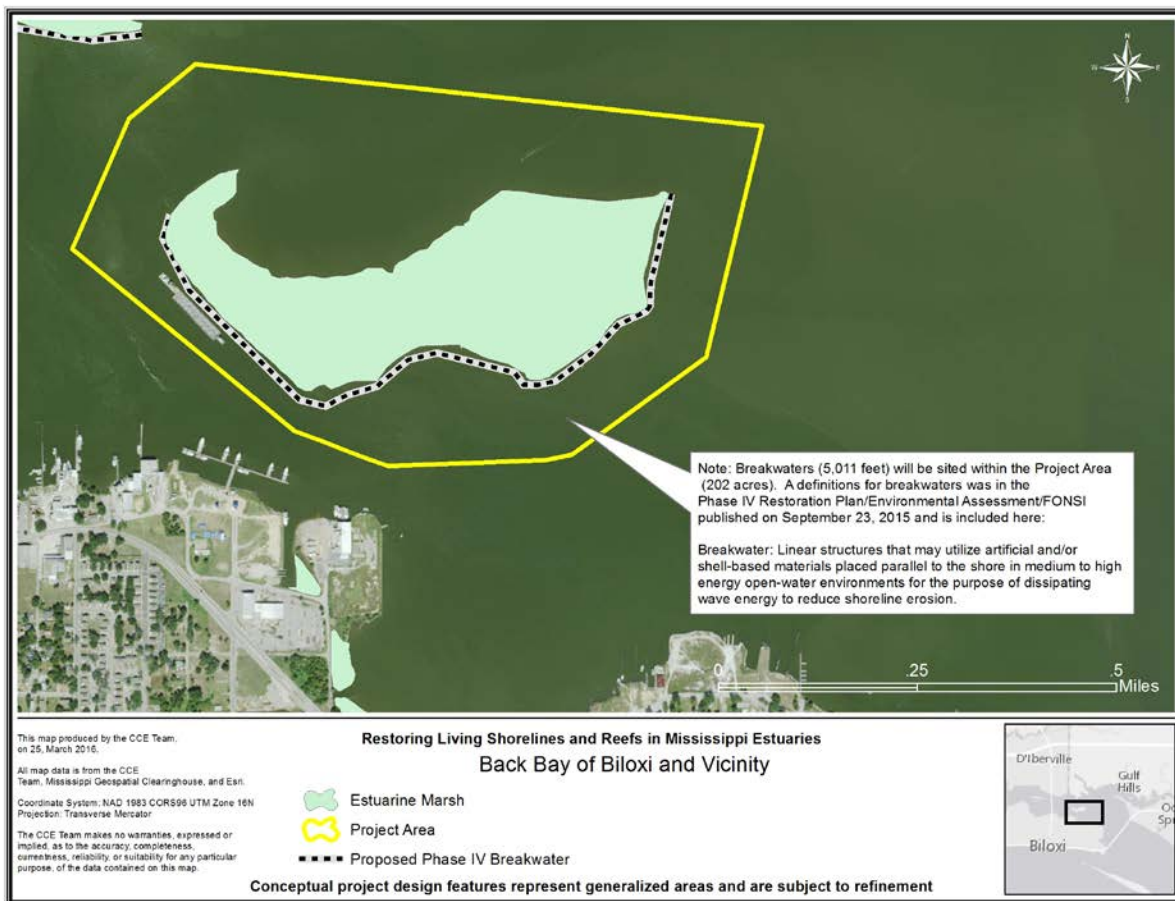 N
W
E
S
Note: Breakwaters (5,011 feet) will be sited within the Project Area
(202 acres). A definitions for breakwaters was in the
Phase IV Restoration Plan/Environmental Assessment/FONSI
published on September 23, 2015 and is included here:
Breakwater: Linear structures that may utilize artificial and/or
shell-based materials placed parallel to the shore in medium to high
energy open-water environments for the purpose of dissipating
wave energy to reduce shoreline erosion.
0 .25 .5
Miles
This map produced by the CCE Team,
on 25, March 2016.
All map data is from the CCE
Team, Mississippi Geospatial Clearinghouse, and Esri.
Coordinate System: NAD 1983 CORS96 UTM Zone 16N
Projection: Transverse Mercator
The CCE Team makes no warranties, expressed or
implied, as to the accuracy, completeness,
currentness, reliability, or suitability for any particular
purpose, of the data contained on this map.
Restoring Living Shorelines and Reefs in Mississippi Estuaries
Back Bay of Biloxi and Vicinity
Estuarine Marsh
Project Area
Proposed Phase IV Breakwater
Conceptual project design features represent generalized areas and are subject to refinement
D'Iberville
Gulf
Hills
Oc
Spr
Biloxi